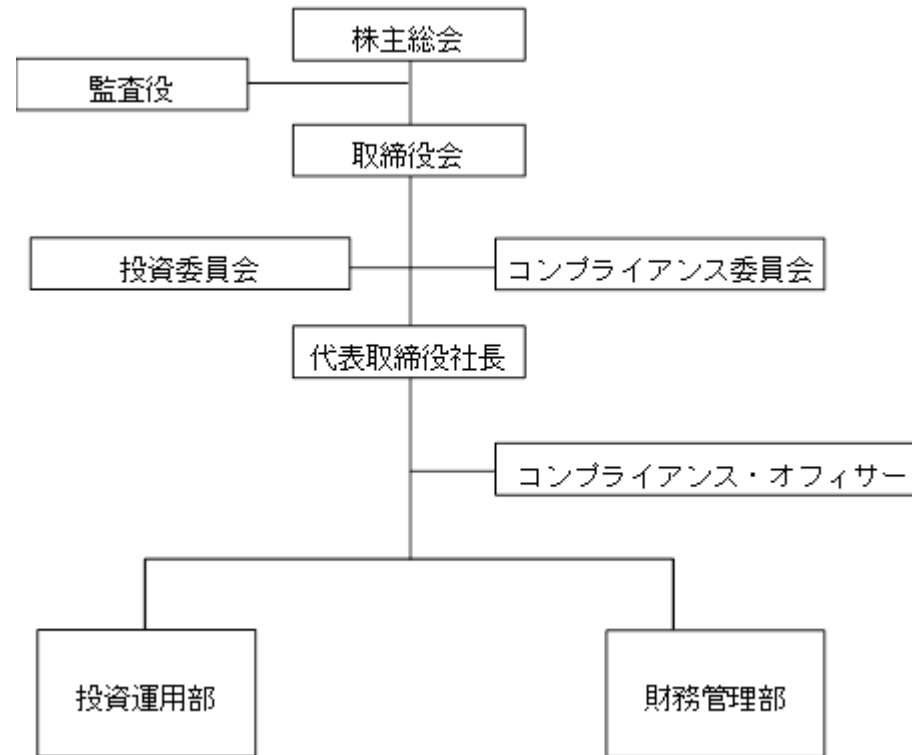 株主総会
監査役
取締役会
投資委員会
コンプライアンス委員会
代表取締役社長
コンプライアンス・オフィサー
投資運用部
財務管理部